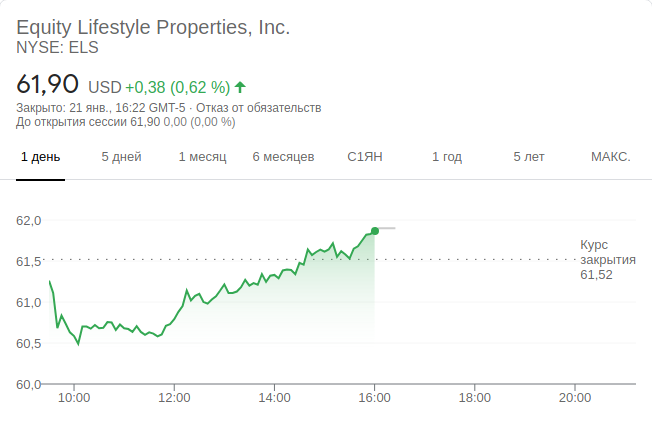 Equity Lifestyle Properties, Inc.
NYSE: ELS
61,90 USD +0,38 (0,62 %)
Закрыто: 21 янв., 16:22 GMT-5 · Отказ от обязательств
До открытия сессии 61,90 0,00 (0,00 %)
1 день 5 дней 1 месяц 6 месяцев С1ЯН 1 год 5 лет МАКС.
62,0
61,5
61,0
60,5
60,0
Курс
закрытия
61,52
10:00 12:00 14:00 16:00 18:00 20:00